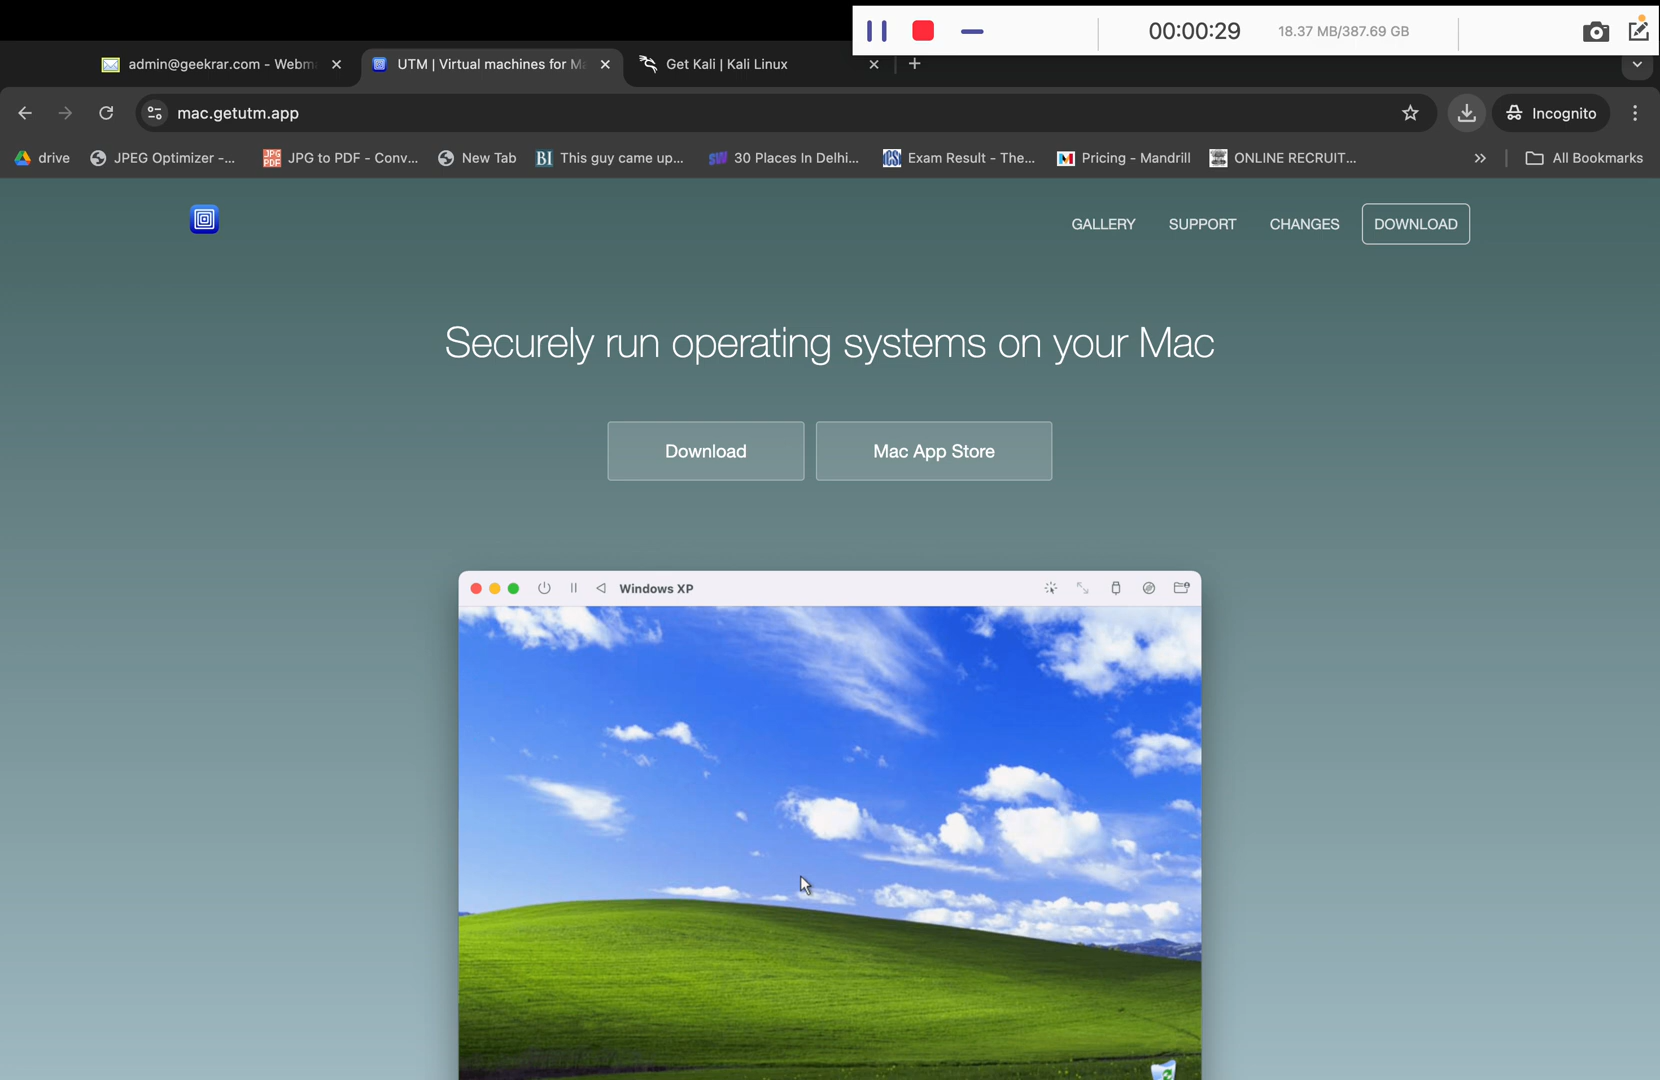 00:00:29
18.37 MB/387.69 GB
admin@geekrar.com - Webm
UTM | Virtual machines for Ma
Get Kali | Kali Linux
mac.getutm.app
Incognito
drive
JPEG Optimizer -...
JPG to PDF - Conv...
New Tab
BI
This guy came up...
SW
30 Places In Delhi...
Exam Result - The...
Pricing - Mandrill
ONLINE RECRUIT...
All Bookmarks
GALLERY
SUPPORT
CHANGES
DOWNLOAD
Securely run operating systems on your Mac
Download
Mac App Store
Windows XP